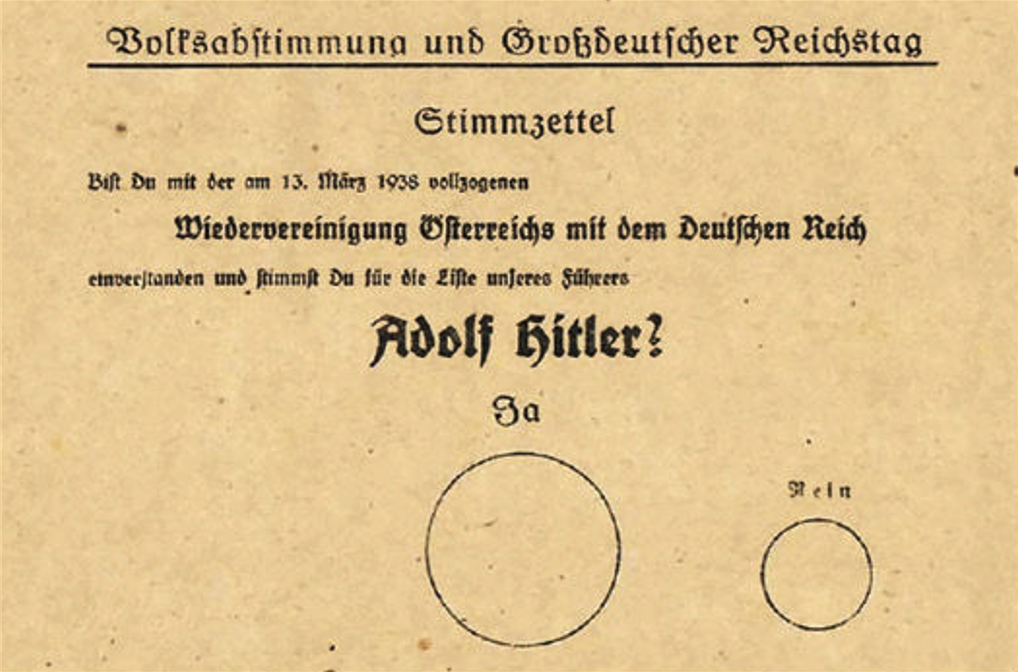 Volksabstimmung und Großdeutscher Reichstag
Stimmzettel
Bist Du mit der am 13. März 1938 vollzogenen
Wiedervereinigung Österreichs mit dem Deutschen Reich
einverstanden und stimmst Du für die Liste unseres Führers
Adolf Hitler?
Ja
Nein